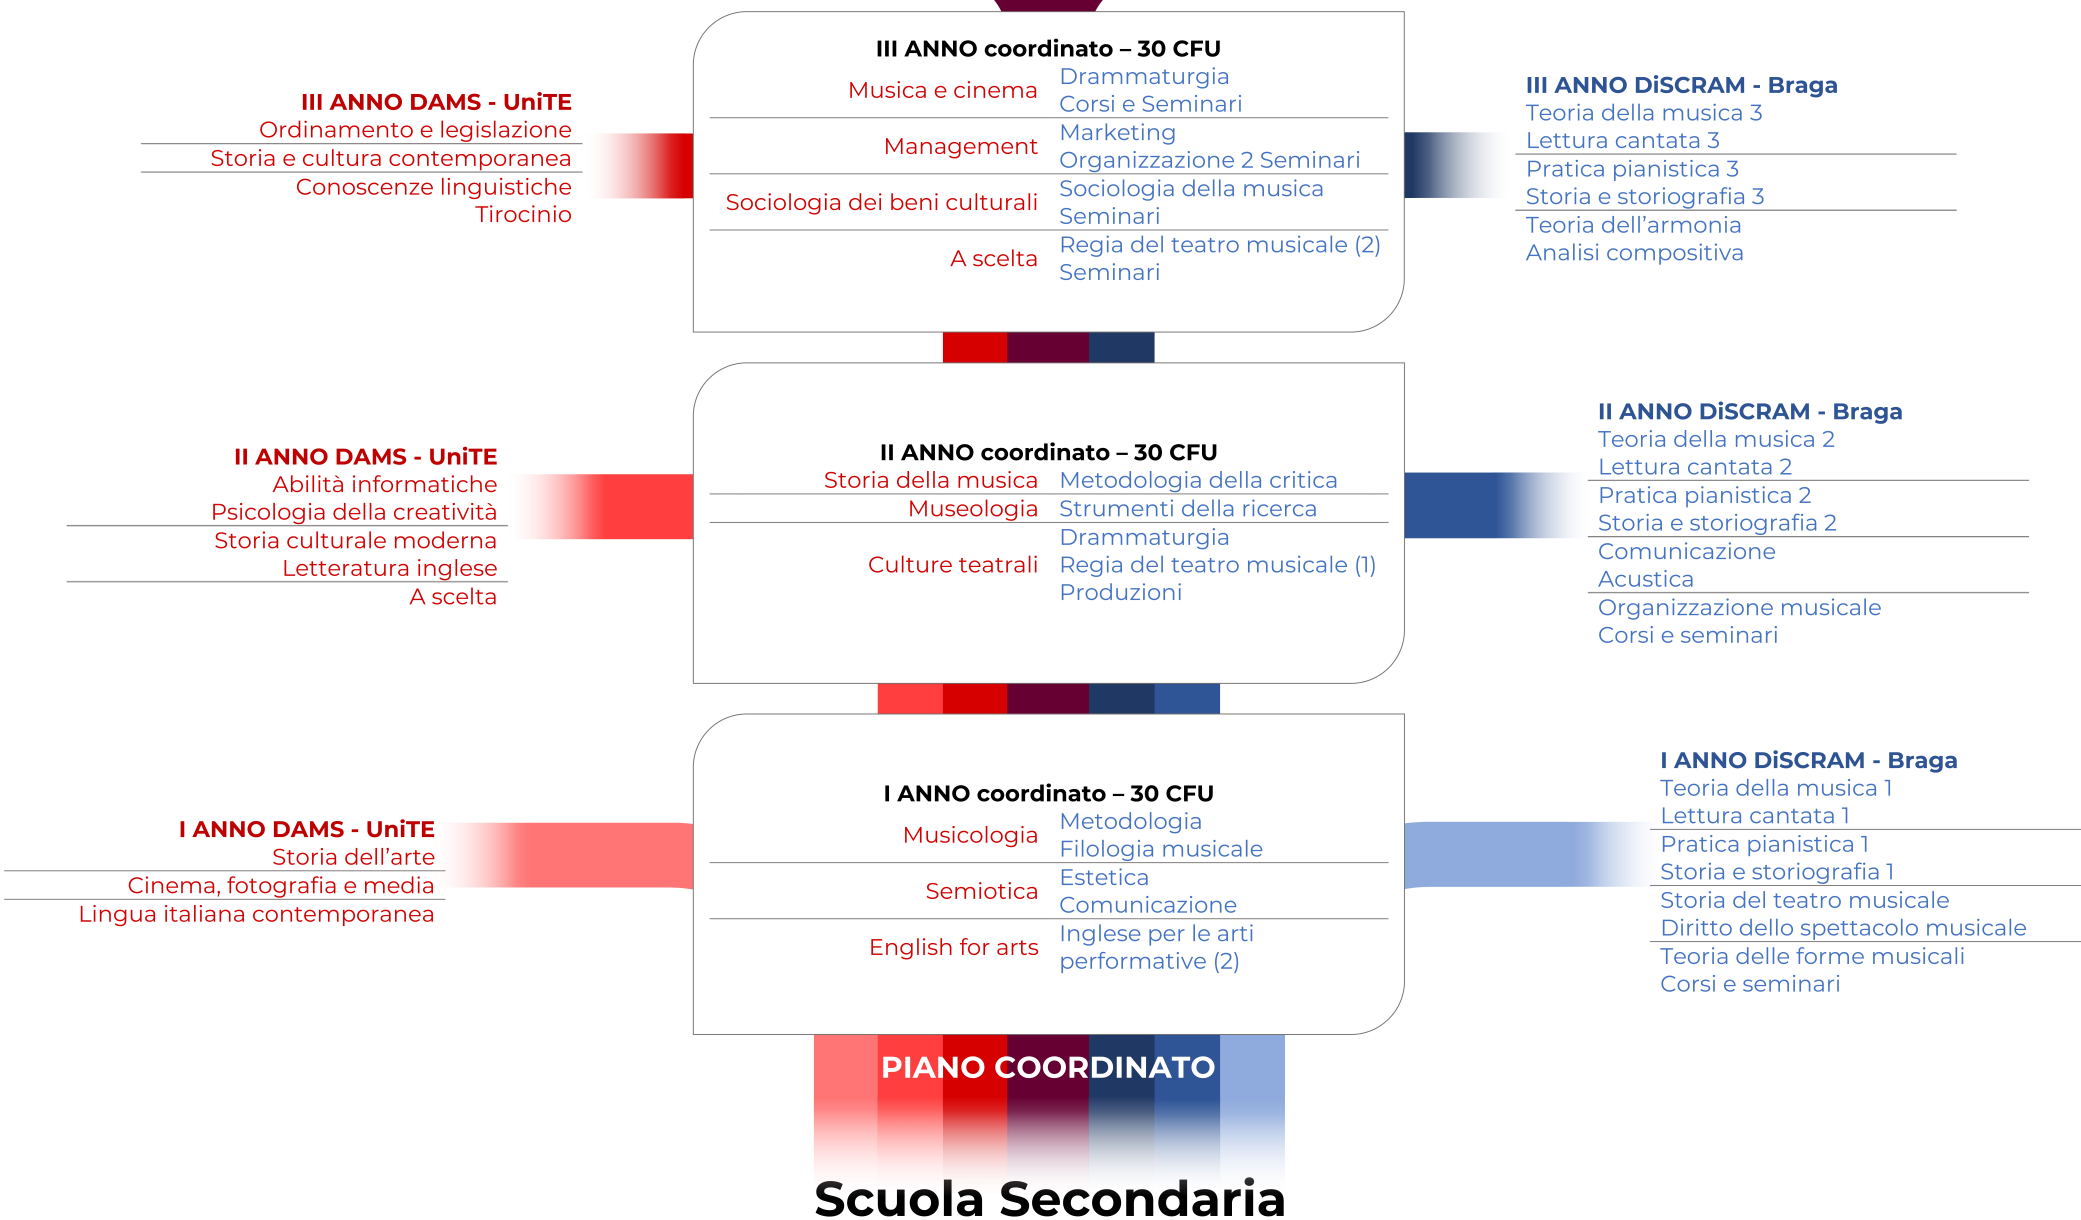 III ANNO coordinato – 30 CFU
Musica e cinema
Drammaturgia
Corsi e Seminari
Management
Marketing
Organizzazione 2 Seminari
Sociologia dei beni culturali
Sociologia della musica
Seminari
A scelta
Regia del teatro musicale (2)
Seminari
III ANNO DAMS - UniTE
Ordinamento e legislazione
Storia e cultura contemporanea
Conoscenze linguistiche
Tirocinio
III ANNO DiSCRAM - Braga
Teoria della musica 3
Lettura cantata 3
Pratica pianistica 3
Storia e storiografia 3
Teoria dell’armonia
Analisi compositiva
II ANNO DAMS - UniTE
Abilità informatiche
Psicologia della creatività
Storia culturale moderna
Letteratura inglese
A scelta
II ANNO coordinato – 30 CFU
Storia della musica
Metodologia della critica
Museologia
Strumenti della ricerca
Culture teatrali
Drammaturgia
Regia del teatro musicale (1)
Produzioni
II ANNO DiSCRAM - Braga
Teoria della musica 2
Lettura cantata 2
Pratica pianistica 2
Storia e storiografia 2
Comunicazione
Acustica
Organizzazione musicale
Corsi e seminari
I ANNO DAMS - UniTE
Storia dell’arte
Cinema, fotografia e media
Lingua italiana contemporanea
I ANNO coordinato – 30 CFU
Musicologia
Metodologia
Filologia musicale
Semiotica
Estetica
Comunicazione
English for arts
Inglese per le arti
performative (2)
I ANNO DiSCRAM - Braga
Teoria della musica 1
Lettura cantata 1
Pratica pianistica 1
Storia e storiografia 1
Storia del teatro musicale
Diritto dello spettacolo musicale
Teoria delle forme musicali
Corsi e seminari
PIANO COORDINATO
Scuola Secondaria